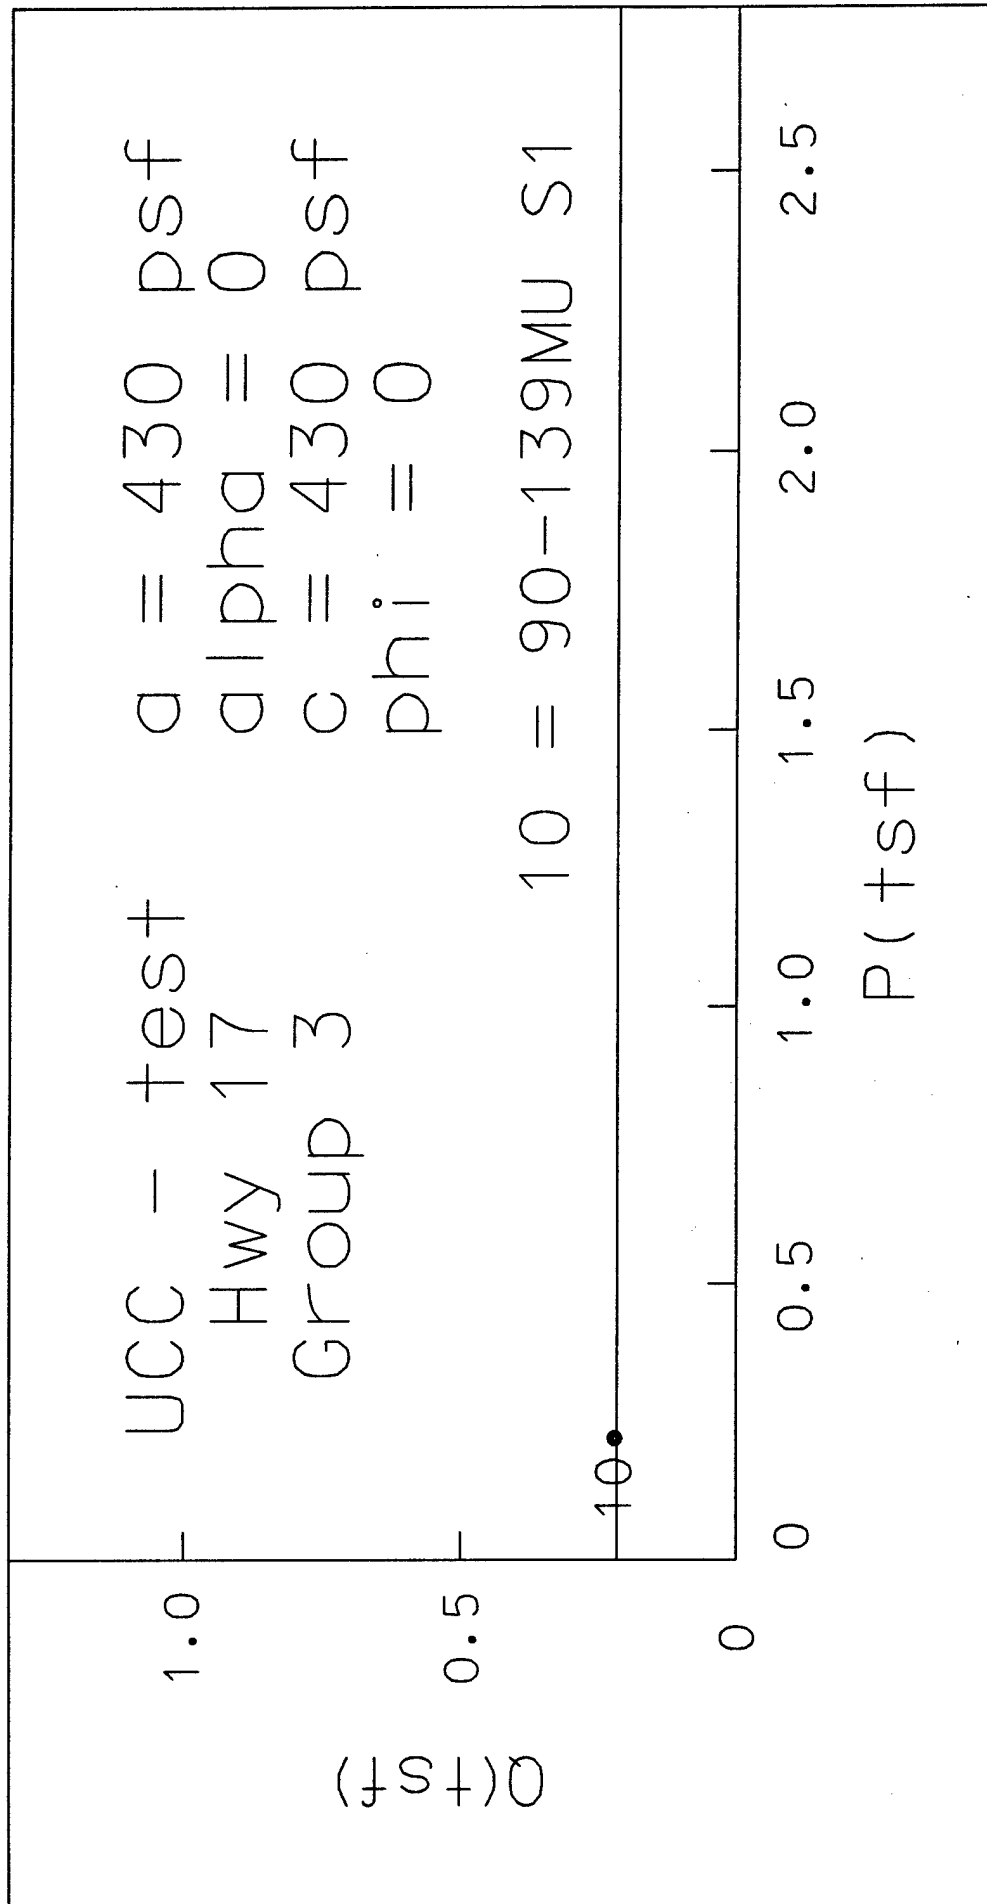 UCC - test
Hwy 17
Group 3
a = 430 psf
alpha = 0
c = 430 psf
phi = 0
10 = 90-139MU S1
Q(tsf)
1.0
0.5
0
10
0
0.5
1.0
1.5
2.0
2.5
P(tsf)